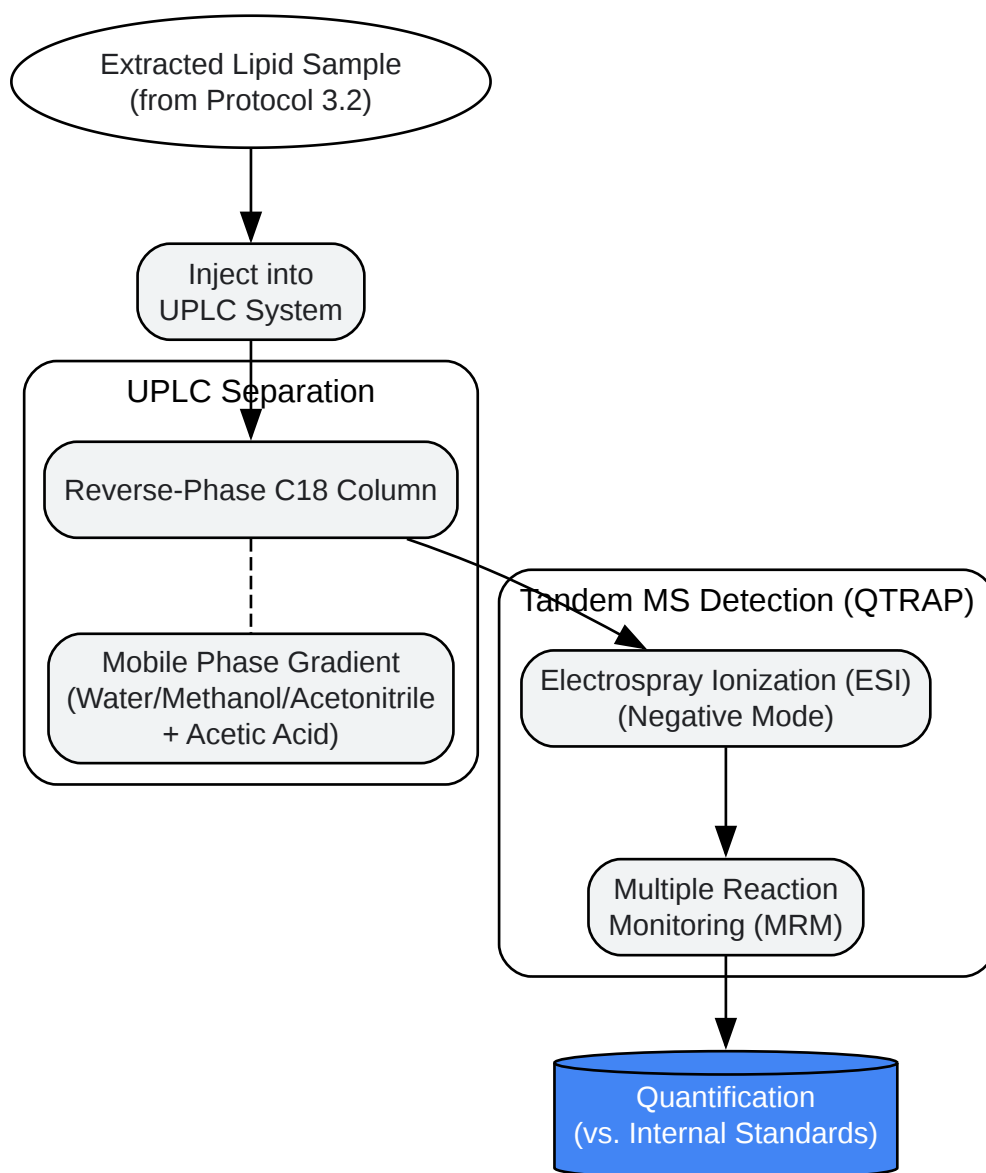 Extracted Lipid Sample
(from Protocol 3.2)
Inject into
UPLC System
UPLC Separation
Reverse-Phase C18 Column
Mobile Phase Gradient
(Water/Methanol/Acetonitrile
+ Acetic Acid)
Tandem MS Detection (QTRAP)
Electrospray Ionization (ESI)
(Negative Mode)
Multiple Reaction
Monitoring (MRM)
Quantification
(vs. Internal Standards)